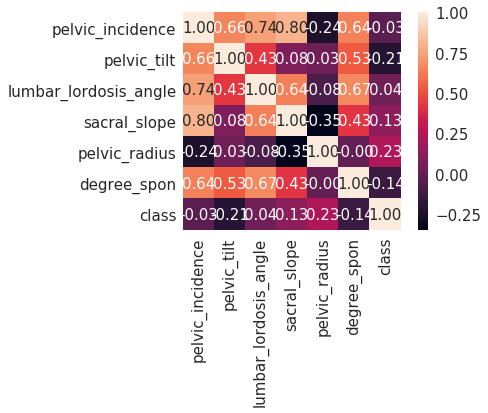 pelvic_incidence 1.00 0.66 0.74 0.80 -0.24 0.64 -0.03
pelvic_tilt 0.66 1.00 0.43 0.08 0.03 0.53 -0.21
lumbar_lordosis_angle 0.74 0.43 1.00 0.64 -0.08 0.67 0.04
sacral_slope 0.80 0.08 0.64 1.00 -0.35 0.43 0.13
pelvic_radius -0.24 0.03 -0.08 -0.35 1.00 -0.00 0.23
degree_spon 0.64 0.53 0.67 0.43 -0.00 1.00 -0.14
class -0.03 -0.21 0.04 0.13 0.23 -0.14 1.00
pelvic_incidence
pelvic_tilt
lumbar_lordosis_angle
sacral_slope
pelvic_radius
degree_spon
class
1.00
0.75
0.50
0.25
0.00
−0.25